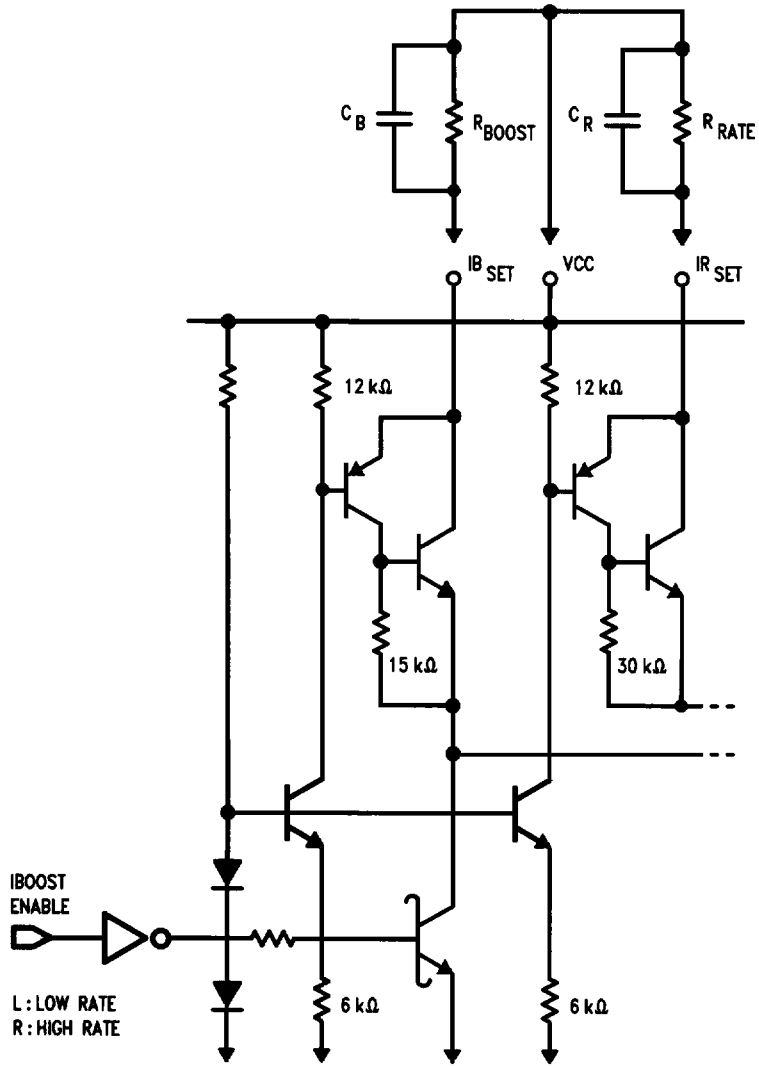 C B
R BOOST
C R
R RATE
IB SET
VCC
IR SET
12 kΩ
12 kΩ
15 kΩ
30 kΩ
IBOOST
ENABLE
L: LOW RATE
R: HIGH RATE
6 kΩ
6 kΩ